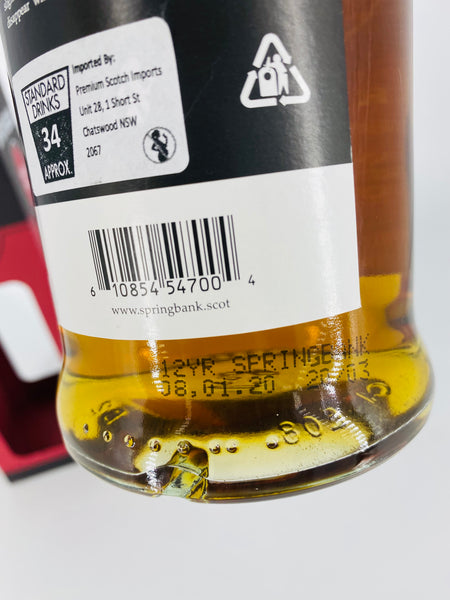 disappear
STANDARD
DRINKS
34
APPROX.
Imported By:
Premium Scotch Imports
Unit 28, 1 Short St
Chatswood NSW
2067
6 10854 54700 4
www.springbank.scot
12YR SPRINGBANK
08.01.20